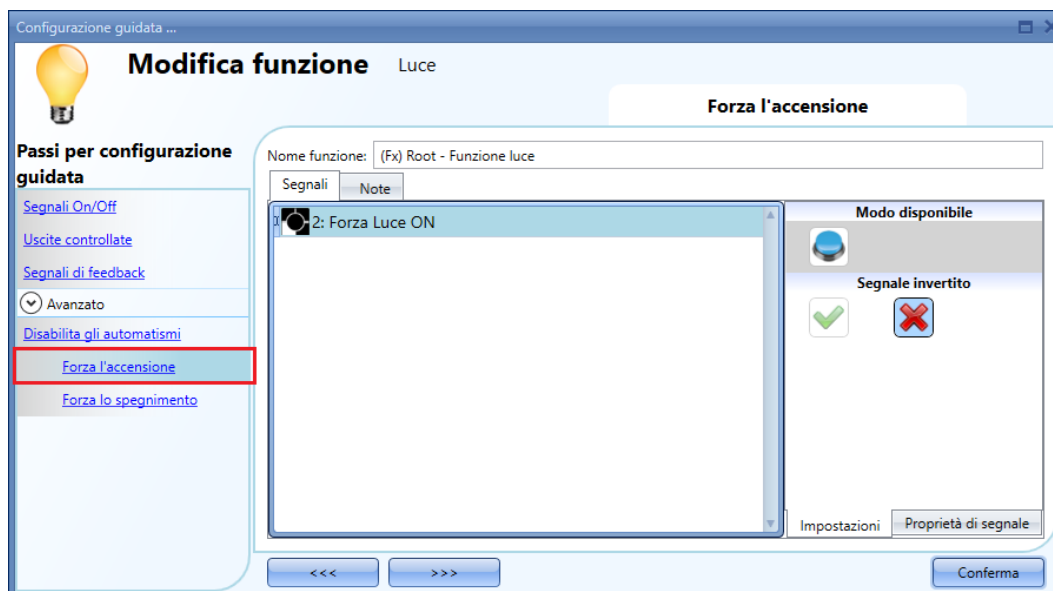 Configurazione guidata ...
Modifica funzione Luce
Forza l'accensione
Passi per configurazione
guidata
Segnali On/Off
Uscite controllate
Segnali di feedback
Avanzato
Disabilita gli automatismi
Forza l'accensione
Forza lo spegnimento
Nome funzione: (Fx) Root - Funzione luce
Segnali Note
2: Forza Luce ON
Modo disponibile
Segnale invertito
Impostazioni Proprietà di segnale
<<< >>> Conferma